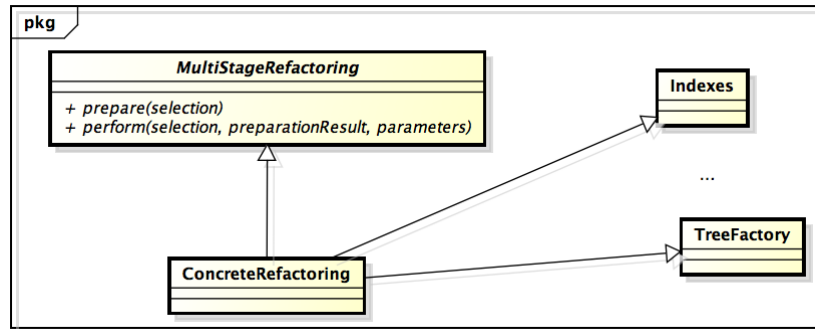 pkg
MultiStageRefactoring
+ prepare(selection)
+ perform(selection, preparationResult, parameters)
Indexes
...
TreeFactory
ConcreteRefactoring